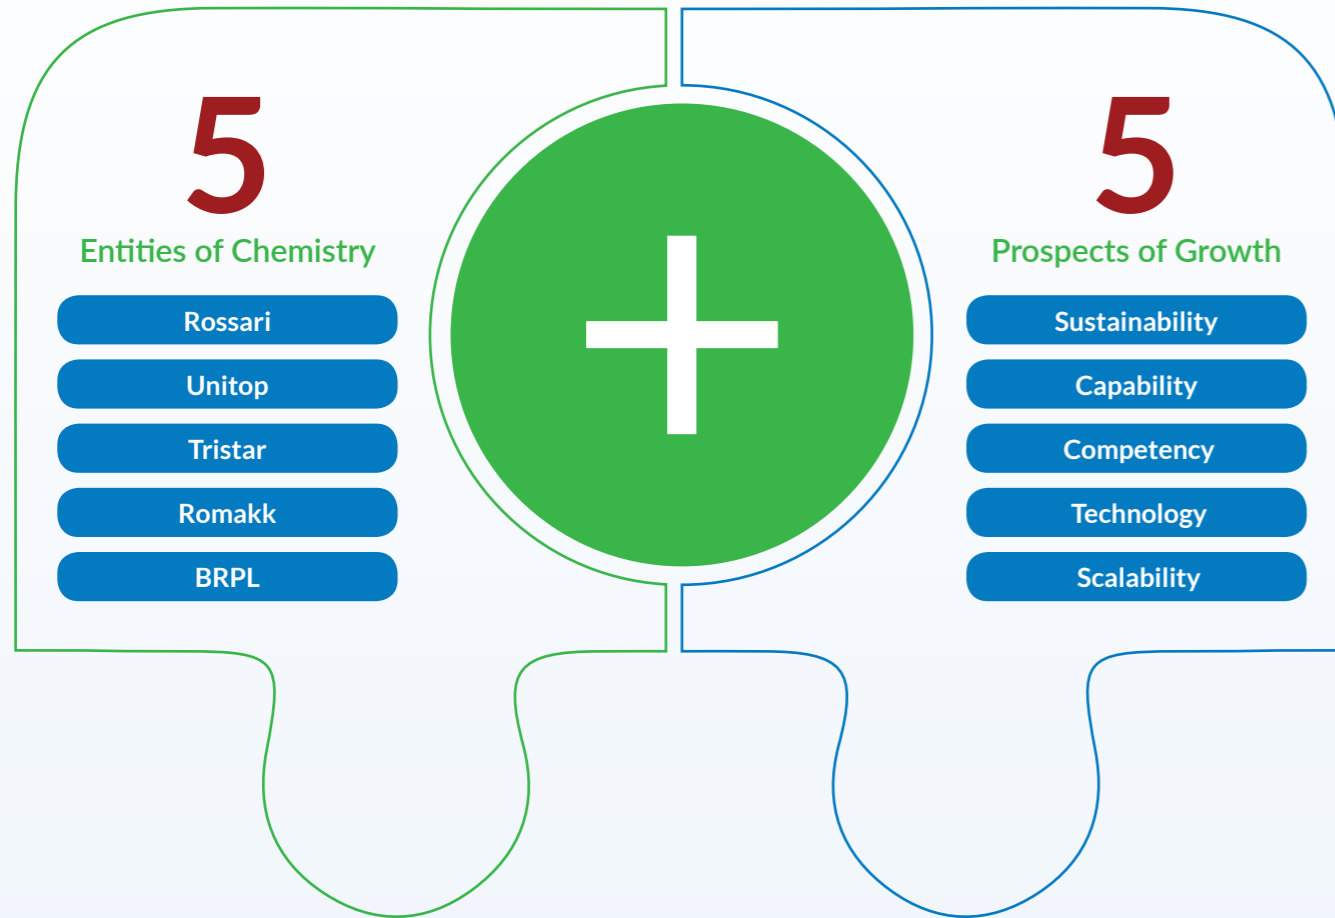 5
Entities of Chemistry
Rossari
Unitop
Tristar
Romakk
BRPL
+
5
Prospects of Growth
Sustainability
Capability
Competency
Technology
Scalability